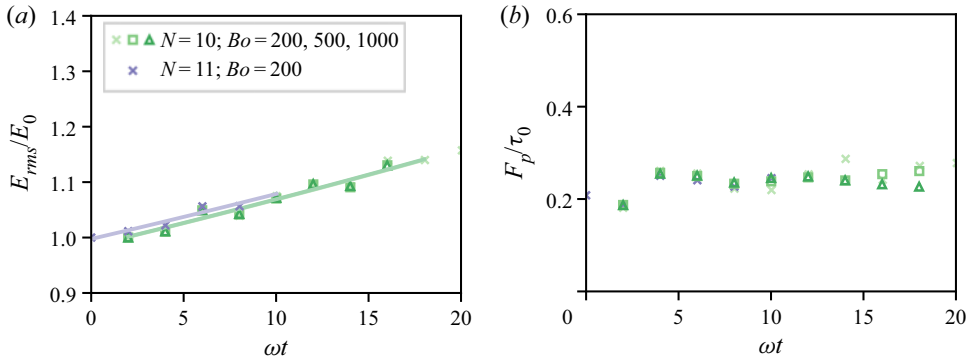 (a)
1.4
1.3
1.2
1.1
1.0
0.9
E_rms/E_0
N = 10; Bo = 200, 500, 1000
N = 11; Bo = 200
0 5 10 15 20
ωt
(b)
0.6
0.4
0.2
F_p/τ_0
0 5 10 15 20
ωt